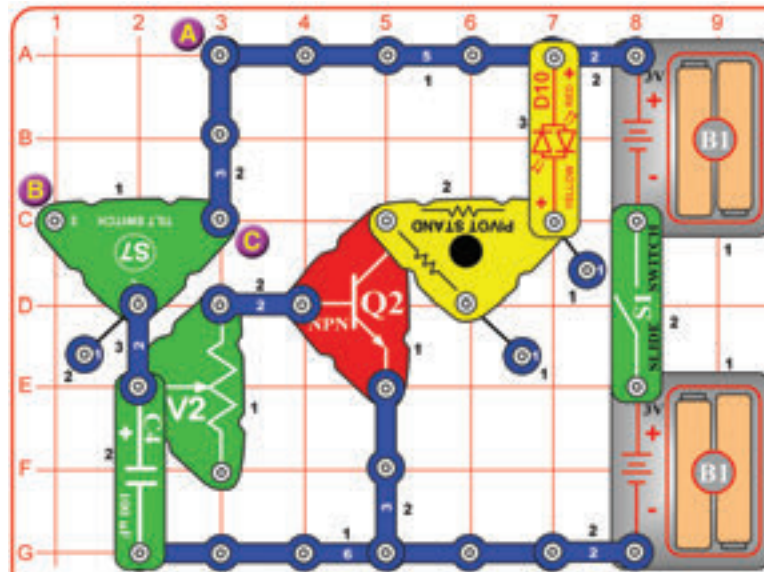 1 2 3 4 5 6 7 8 9
A
A 5 2
1 2
D10 + RED
3
3V + B1
B - 
3 2
B 1 2
YELLOW +
C 2 TILT SWITCH
S7
C
PIVOT STAND
1
1
1
S1 SLIDE SWITCH
2
D 2 2
NPN Q2
3 2
1 2
1
1
1
1
E
V2
1
3V + B1
2 + C4
100 µF
F
-
3 2
G 1 6
2 2